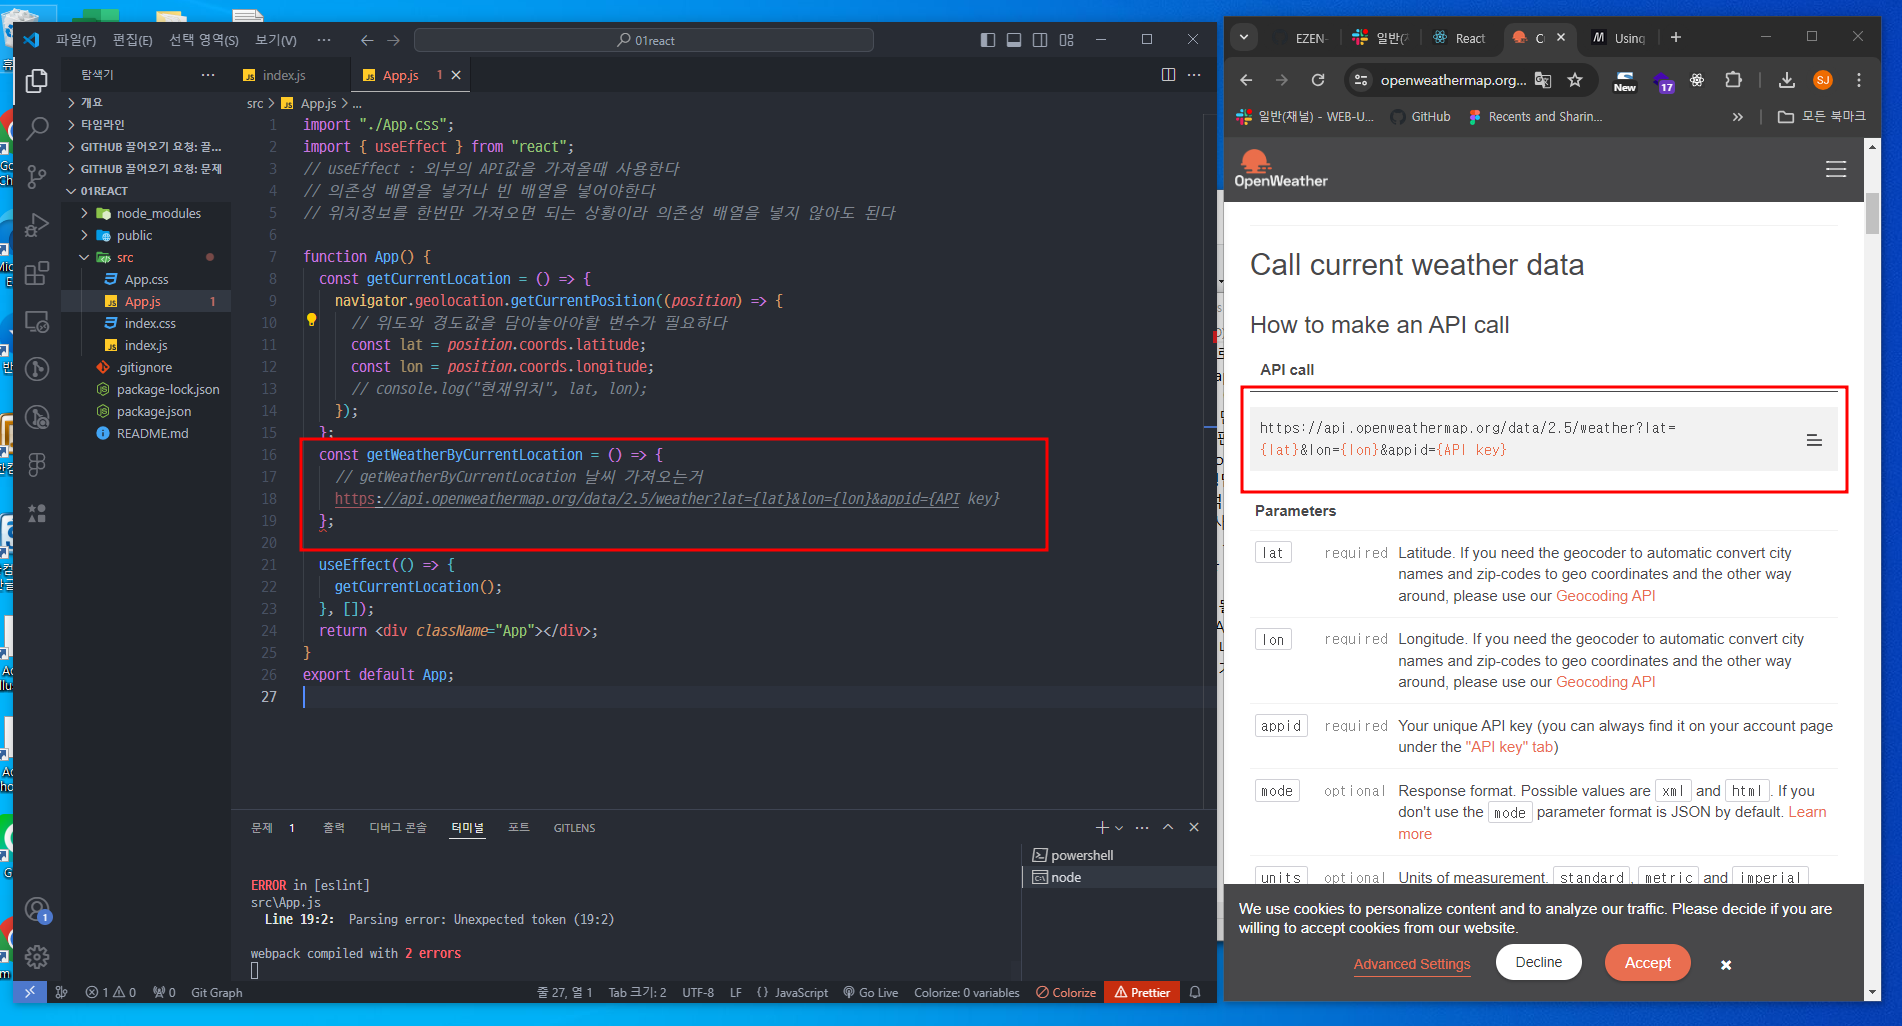 파일(F) 편집(E) 선택 영역(S) 보기(V) ··· 01react
탐색기 ···
index.js
App.js 1
개요
타임라인
GITHUB 끌어오기 요청: 끌...
GITHUB 끌어오기 요청: 문제
01REACT
node_modules
public
src
App.css
App.js 1
index.css
index.js
.gitignore
package-lock.json
package.json
README.md
src > App.js > ...
1 import "./App.css";
2 import { useEffect } from "react";
3 // useEffect : 외부의 API값을 가져올때 사용한다
4 // 의존성 배열을 넣거나 빈 배열을 넣어야한다
5 // 위치정보를 한번만 가져오면 되는 상황이라 의존성 배열을 넣지 않아도 된다
6
7 function App() {
8 const getCurrentLocation = () => {
9 navigator.geolocation.getCurrentPosition((position) => {
10 // 위도와 경도값을 담아놓아야할 변수가 필요하다
11 const lat = position.coords.latitude;
12 const lon = position.coords.longitude;
13 // console.log("현재위치", lat, lon);
14 });
15 };
16 const getWeatherByCurrentLocation = () => {
17 // getWeatherByCurrentLocation 날씨 가져오는거
18 https://api.openweathermap.org/data/2.5/weather?lat={lat}&lon={lon}&appid={API key}
19 };
20
21 useEffect(() => {
22 getCurrentLocation();
23 }, []);
24 return <div className="App"></div>;
25 }
26 export default App;
27
문제 1 출력 디버그 콘솔 터미널 포트 GITLENS
powershell
node
ERROR in [eslint]
src\App.js
Line 19:2: Parsing error: Unexpected token (19:2)
webpack compiled with 2 errors
1 0 0 Git Graph 줄 27, 열 1 Tab 크기: 2 UTF-8 LF {} JavaScript Go Live Colorize: 0 variables Colorize Prettier
1
EZEN- 일반(ㅊ React C Using
openweathermap.org... New 17 SJ
일반(채널) - WEB-U... GitHub Recents and Sharin... » 모든 북마크
OpenWeather
Call current weather data
How to make an API call
API call
https://api.openweathermap.org/data/2.5/weather?lat=
{lat}&lon={lon}&appid={API key}
Parameters
lat required Latitude. If you need the geocoder to automatic convert city
names and zip-codes to geo coordinates and the other way
around, please use our Geocoding API
lon required Longitude. If you need the geocoder to automatic convert city
names and zip-codes to geo coordinates and the other way
around, please use our Geocoding API
appid required Your unique API key (you can always find it on your account page
under the "API key" tab)
mode optional Response format. Possible values are xml and html. If you
don't use the mode parameter format is JSON by default. Learn
more
units optional Units of measurement. standard, metric and imperial
We use cookies to personalize content and to analyze our traffic. Please decide if you are
willing to accept cookies from our website.
Advanced Settings Decline Accept